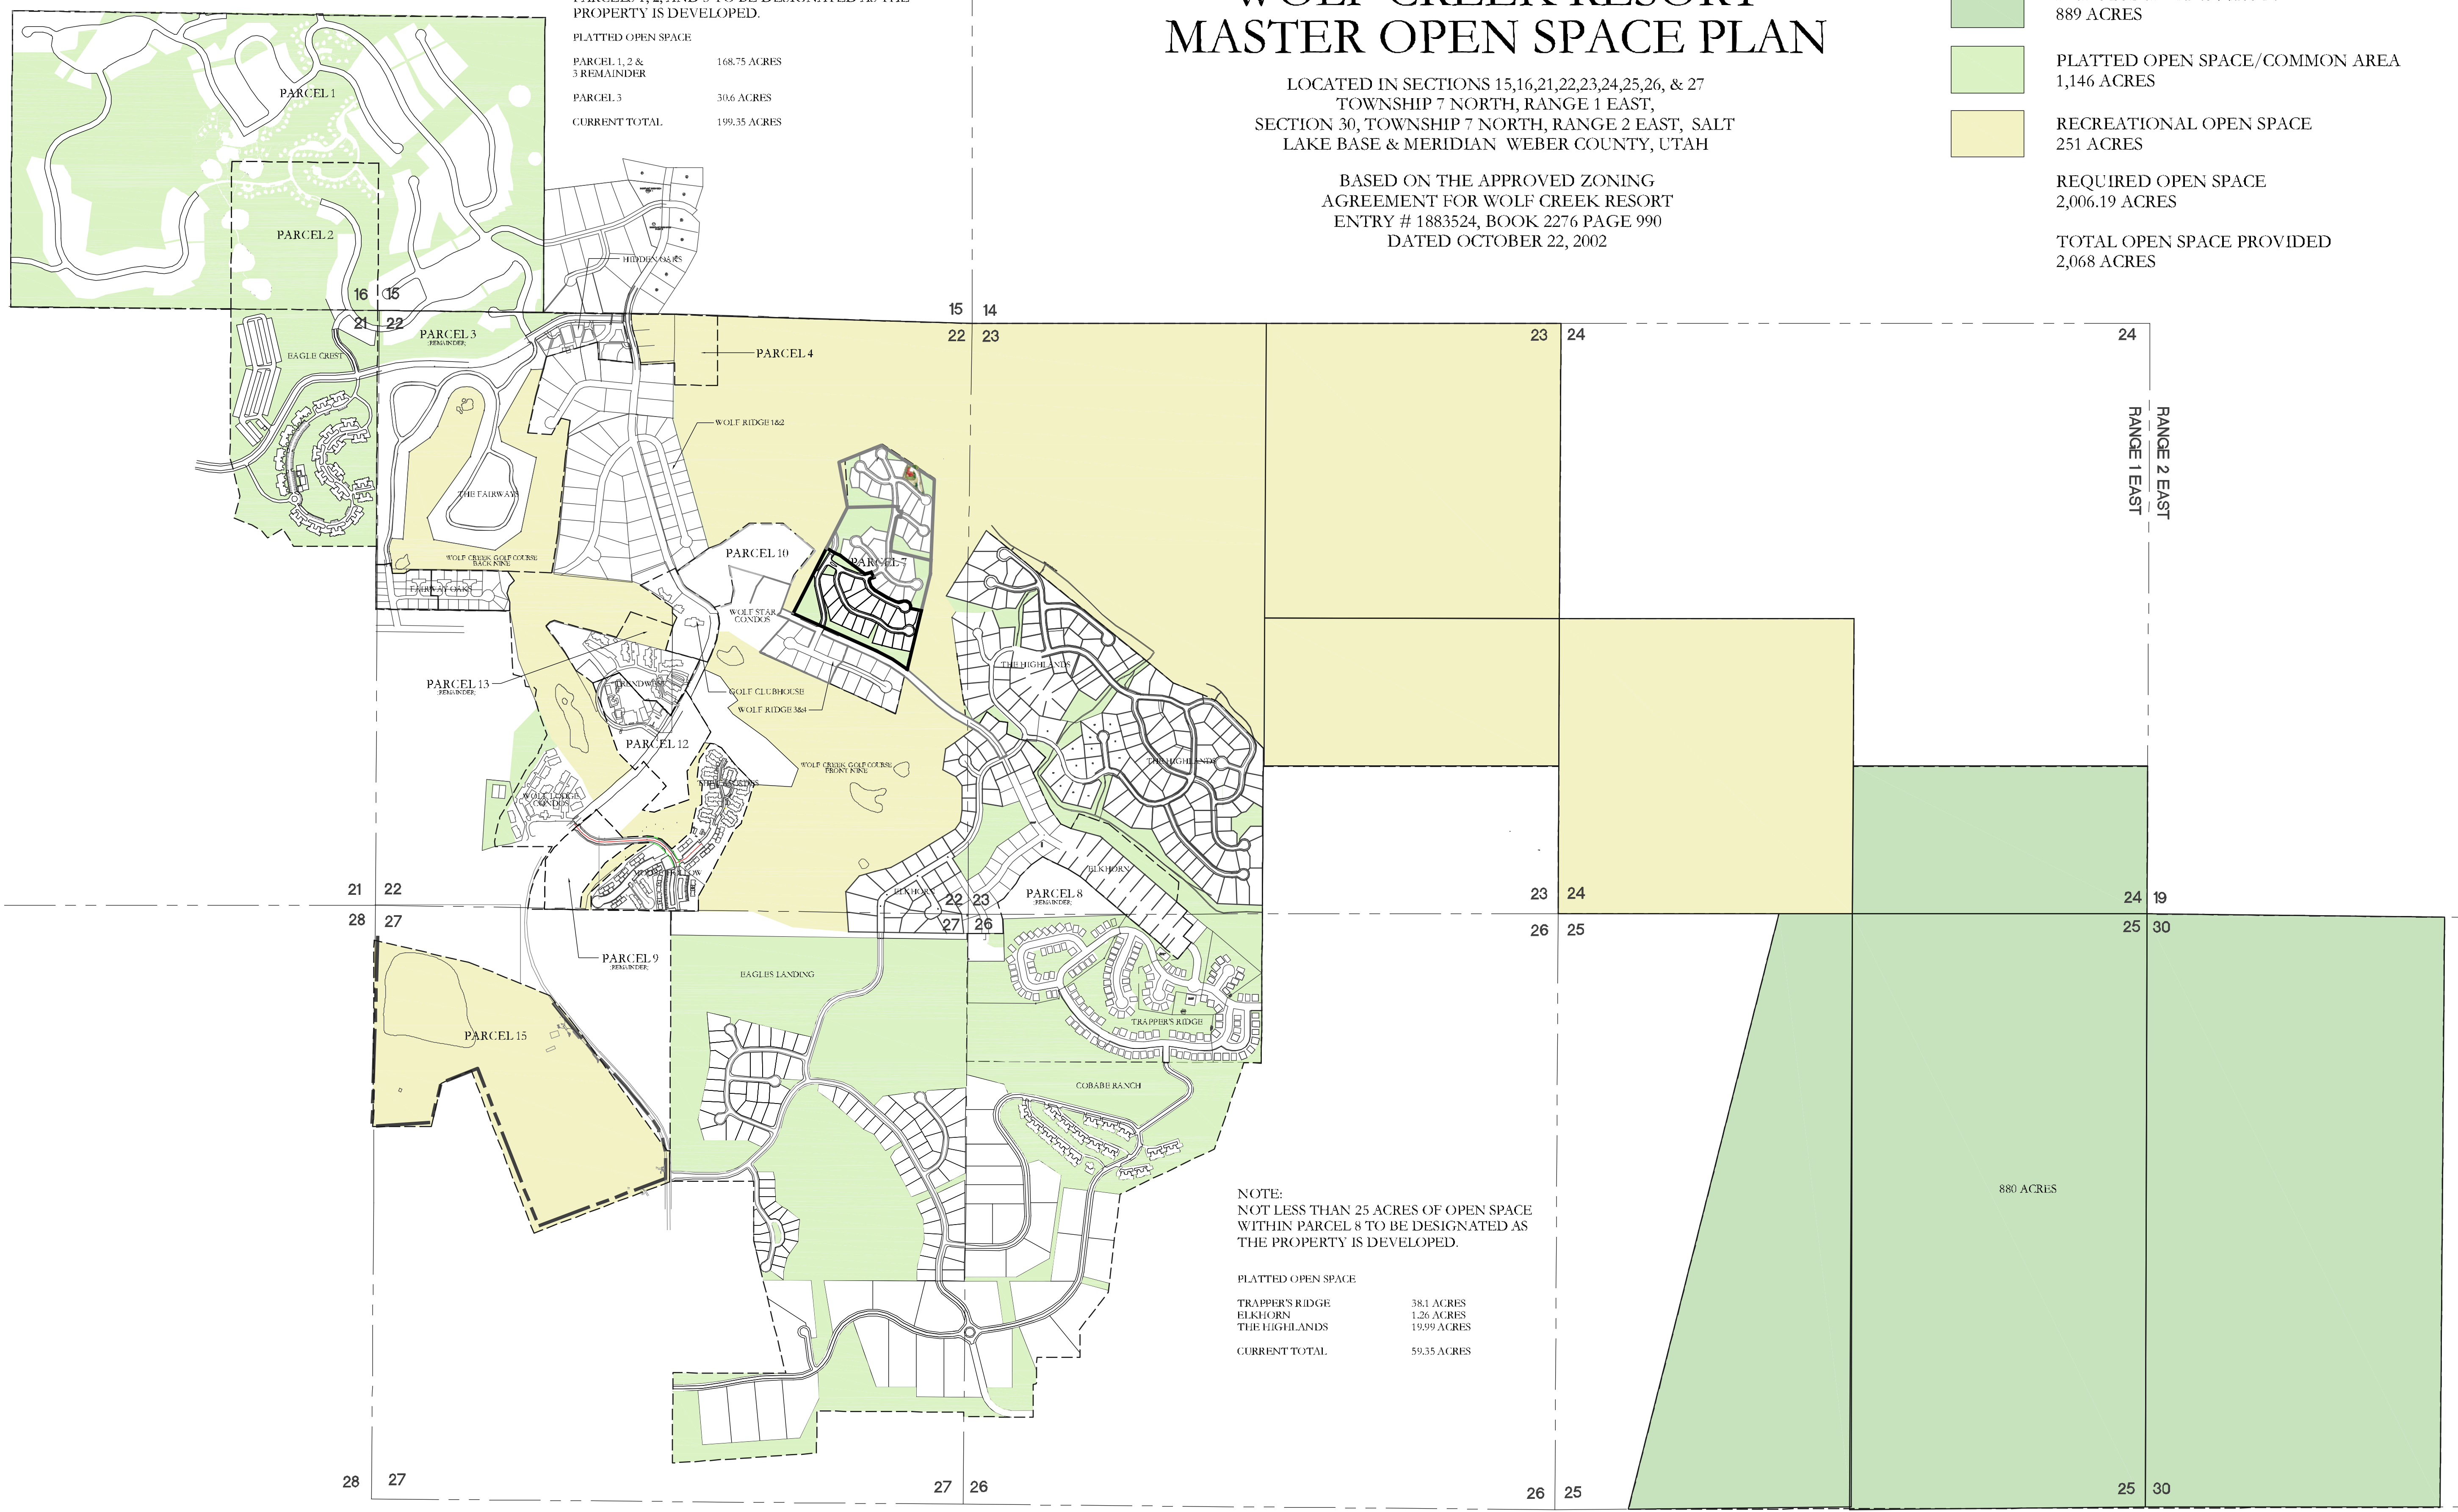 PROPERTY IS DEVELOPED.
PLATTED OPEN SPACE
PARCEL 1, 2 &
3 REMAINDER 168.75 ACRES
PARCEL 3 30.6 ACRES
CURRENT TOTAL 199.35 ACRES
WOLF CREEK RESORT
MASTER OPEN SPACE PLAN
LOCATED IN SECTIONS 15,16,21,22,23,24,25,26, & 27
TOWNSHIP 7 NORTH, RANGE 1 EAST,
SECTION 30, TOWNSHIP 7 NORTH, RANGE 2 EAST, SALT
LAKE BASE & MERIDIAN WEBER COUNTY, UTAH
BASED ON THE APPROVED ZONING
AGREEMENT FOR WOLF CREEK RESORT
ENTRY # 1883524, BOOK 2276 PAGE 990
DATED OCTOBER 22, 2002
889 ACRES
PLATTED OPEN SPACE/COMMON AREA
1,146 ACRES
RECREATIONAL OPEN SPACE
251 ACRES
REQUIRED OPEN SPACE
2,006.19 ACRES
TOTAL OPEN SPACE PROVIDED
2,068 ACRES
PARCEL 1
PARCEL 2
HIDDEN OAKS
16 15
21 22
15 14
22 23
23 24
24
PARCEL 3
(REMAINDER)
EAGLE CREST
PARCEL 4
WOLF RIDGE 1&2
RANGE 1 EAST
RANGE 2 EAST
THE FAIRWAYS
WOLF CREEK GOLF COURSE
BACK NINE
FAIRWAY OAKS
PARCEL 10
PARCEL 7
WOLF STAR
CONDOS
THE HIGHLANDS
PARCEL 13
(REMAINDER)
TRENDWEST
GOLF CLUBHOUSE
WOLF RIDGE 3&4
PARCEL 12
WOLF CREEK GOLF COURSE
FRONT NINE
THE HIGHLANDS
WOLF LODGE
CONDOS
MOOSE HOLLOW
ELKHORN
ELKHORN
PARCEL 8
(REMAINDER)
21 22
28 27
22 23
27 26
23 24
26 25
24 19
25 30
PARCEL 9
(REMAINDER)
EAGLES LANDING
PARCEL 15
TRAPPER'S RIDGE
COBABE RANCH
880 ACRES
NOTE:
NOT LESS THAN 25 ACRES OF OPEN SPACE
WITHIN PARCEL 8 TO BE DESIGNATED AS
THE PROPERTY IS DEVELOPED.
PLATTED OPEN SPACE
TRAPPER'S RIDGE 38.1 ACRES
ELKHORN 1.26 ACRES
THE HIGHLANDS 19.99 ACRES
CURRENT TOTAL 59.35 ACRES
28 27
27 26
26 25
25 30